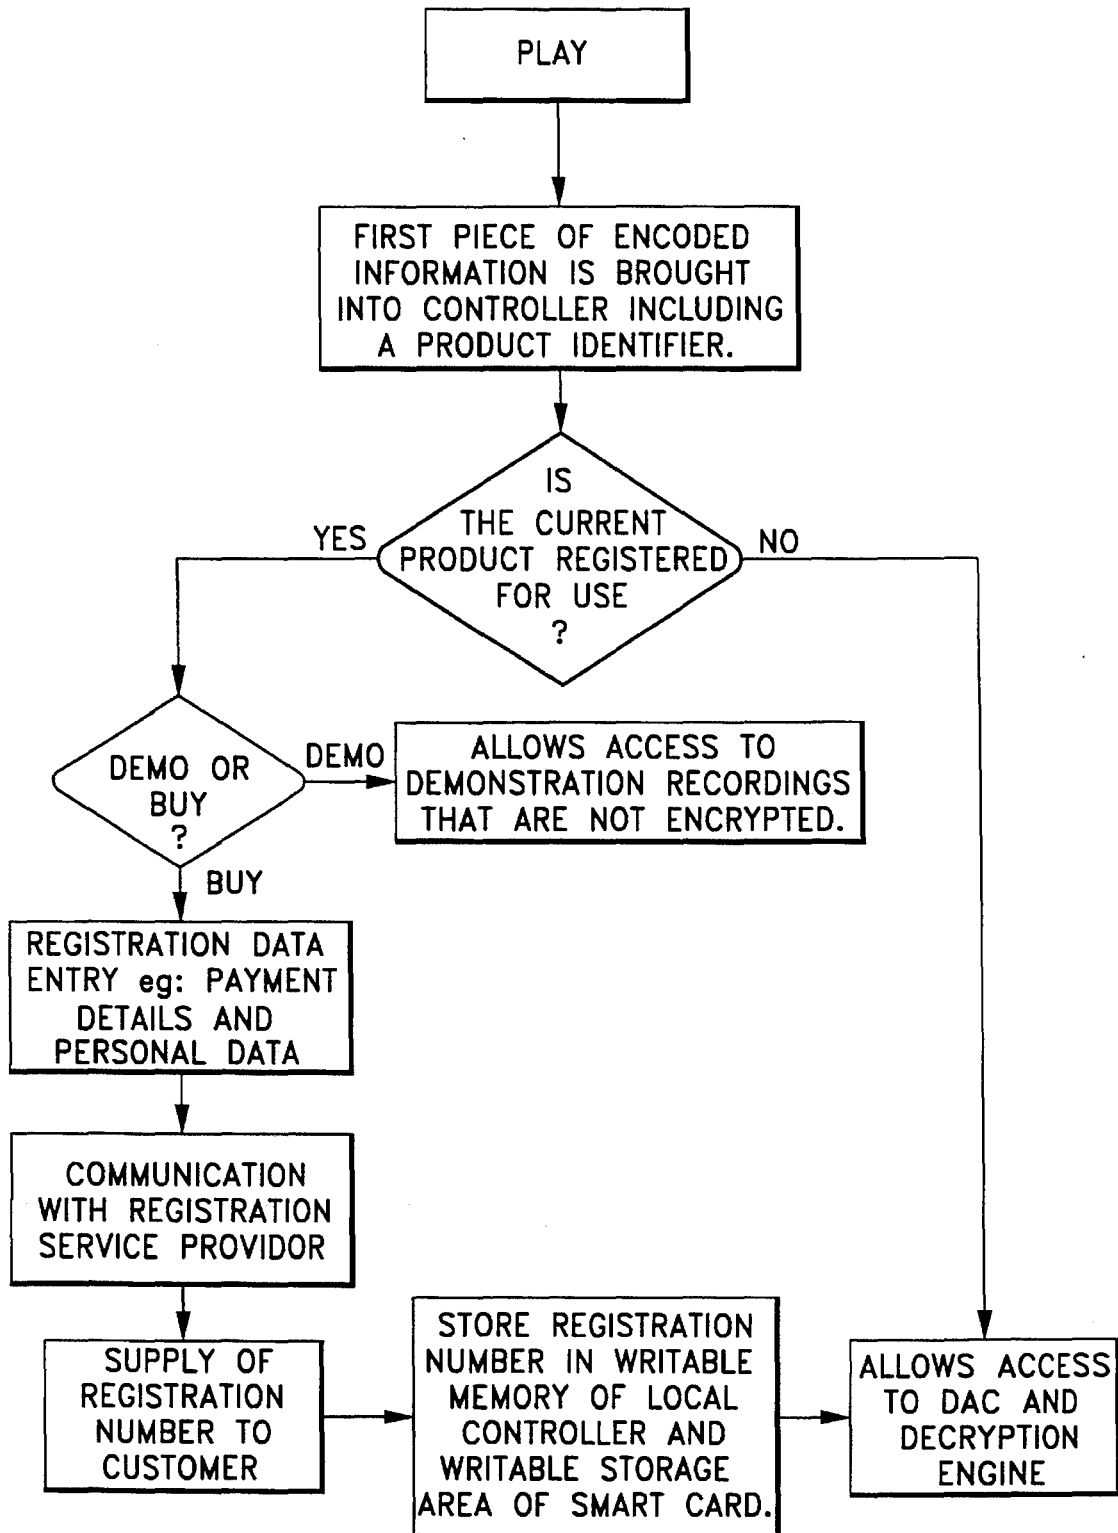 PLAY
FIRST PIECE OF ENCODED
INFORMATION IS BROUGHT
INTO CONTROLLER INCLUDING
A PRODUCT IDENTIFIER.
IS
THE CURRENT
PRODUCT REGISTERED
FOR USE
?
YES
NO
DEMO OR
BUY
?
DEMO
ALLOWS ACCESS TO
DEMONSTRATION RECORDINGS
THAT ARE NOT ENCRYPTED.
BUY
REGISTRATION DATA
ENTRY eg: PAYMENT
DETAILS AND
PERSONAL DATA
COMMUNICATION
WITH REGISTRATION
SERVICE PROVIDOR
SUPPLY OF
REGISTRATION
NUMBER TO
CUSTOMER
STORE REGISTRATION
NUMBER IN WRITABLE
MEMORY OF LOCAL
CONTROLLER AND
WRITABLE STORAGE
AREA OF SMART CARD.
ALLOWS ACCESS
TO DAC AND
DECRYPTION
ENGINE